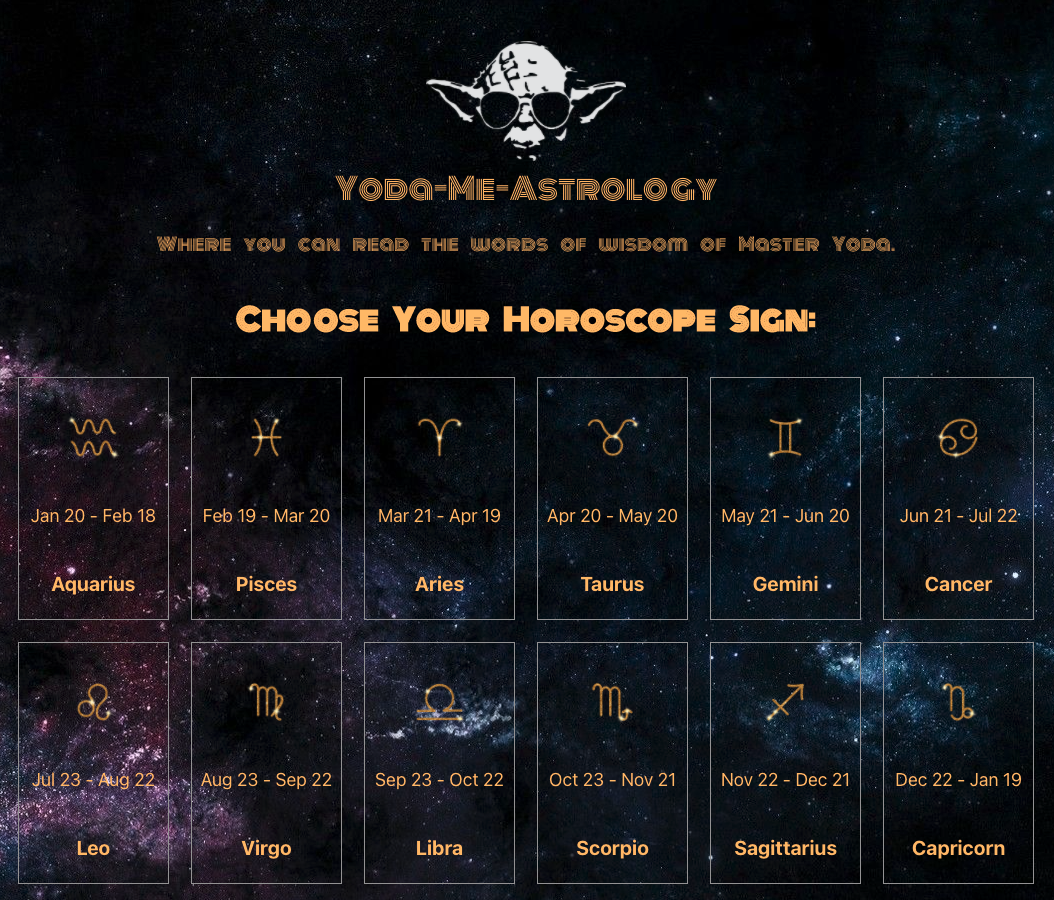 Yoda-Me-Astrology
Where you can read the words of wisdom of Master Yoda.
Choose Your Horoscope Sign:
Jan 20 - Feb 18
Aquarius
Feb 19 - Mar 20
Pisces
Mar 21 - Apr 19
Aries
Apr 20 - May 20
Taurus
May 21 - Jun 20
Gemini
Jun 21 - Jul 22
Cancer
Jul 23 - Aug 22
Leo
Aug 23 - Sep 22
Virgo
Sep 23 - Oct 22
Libra
Oct 23 - Nov 21
Scorpio
Nov 22 - Dec 21
Sagittarius
Dec 22 - Jan 19
Capricorn